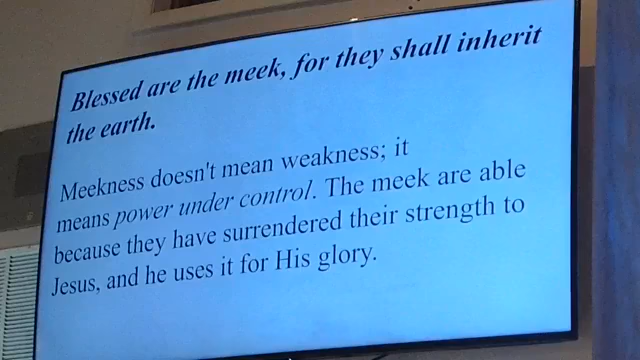 Blessed are the meek, for they shall inherit
the earth.
Meekness doesn't mean weakness; it
means power under control. The meek are able
because they have surrendered their strength to
Jesus, and he uses it for His glory.